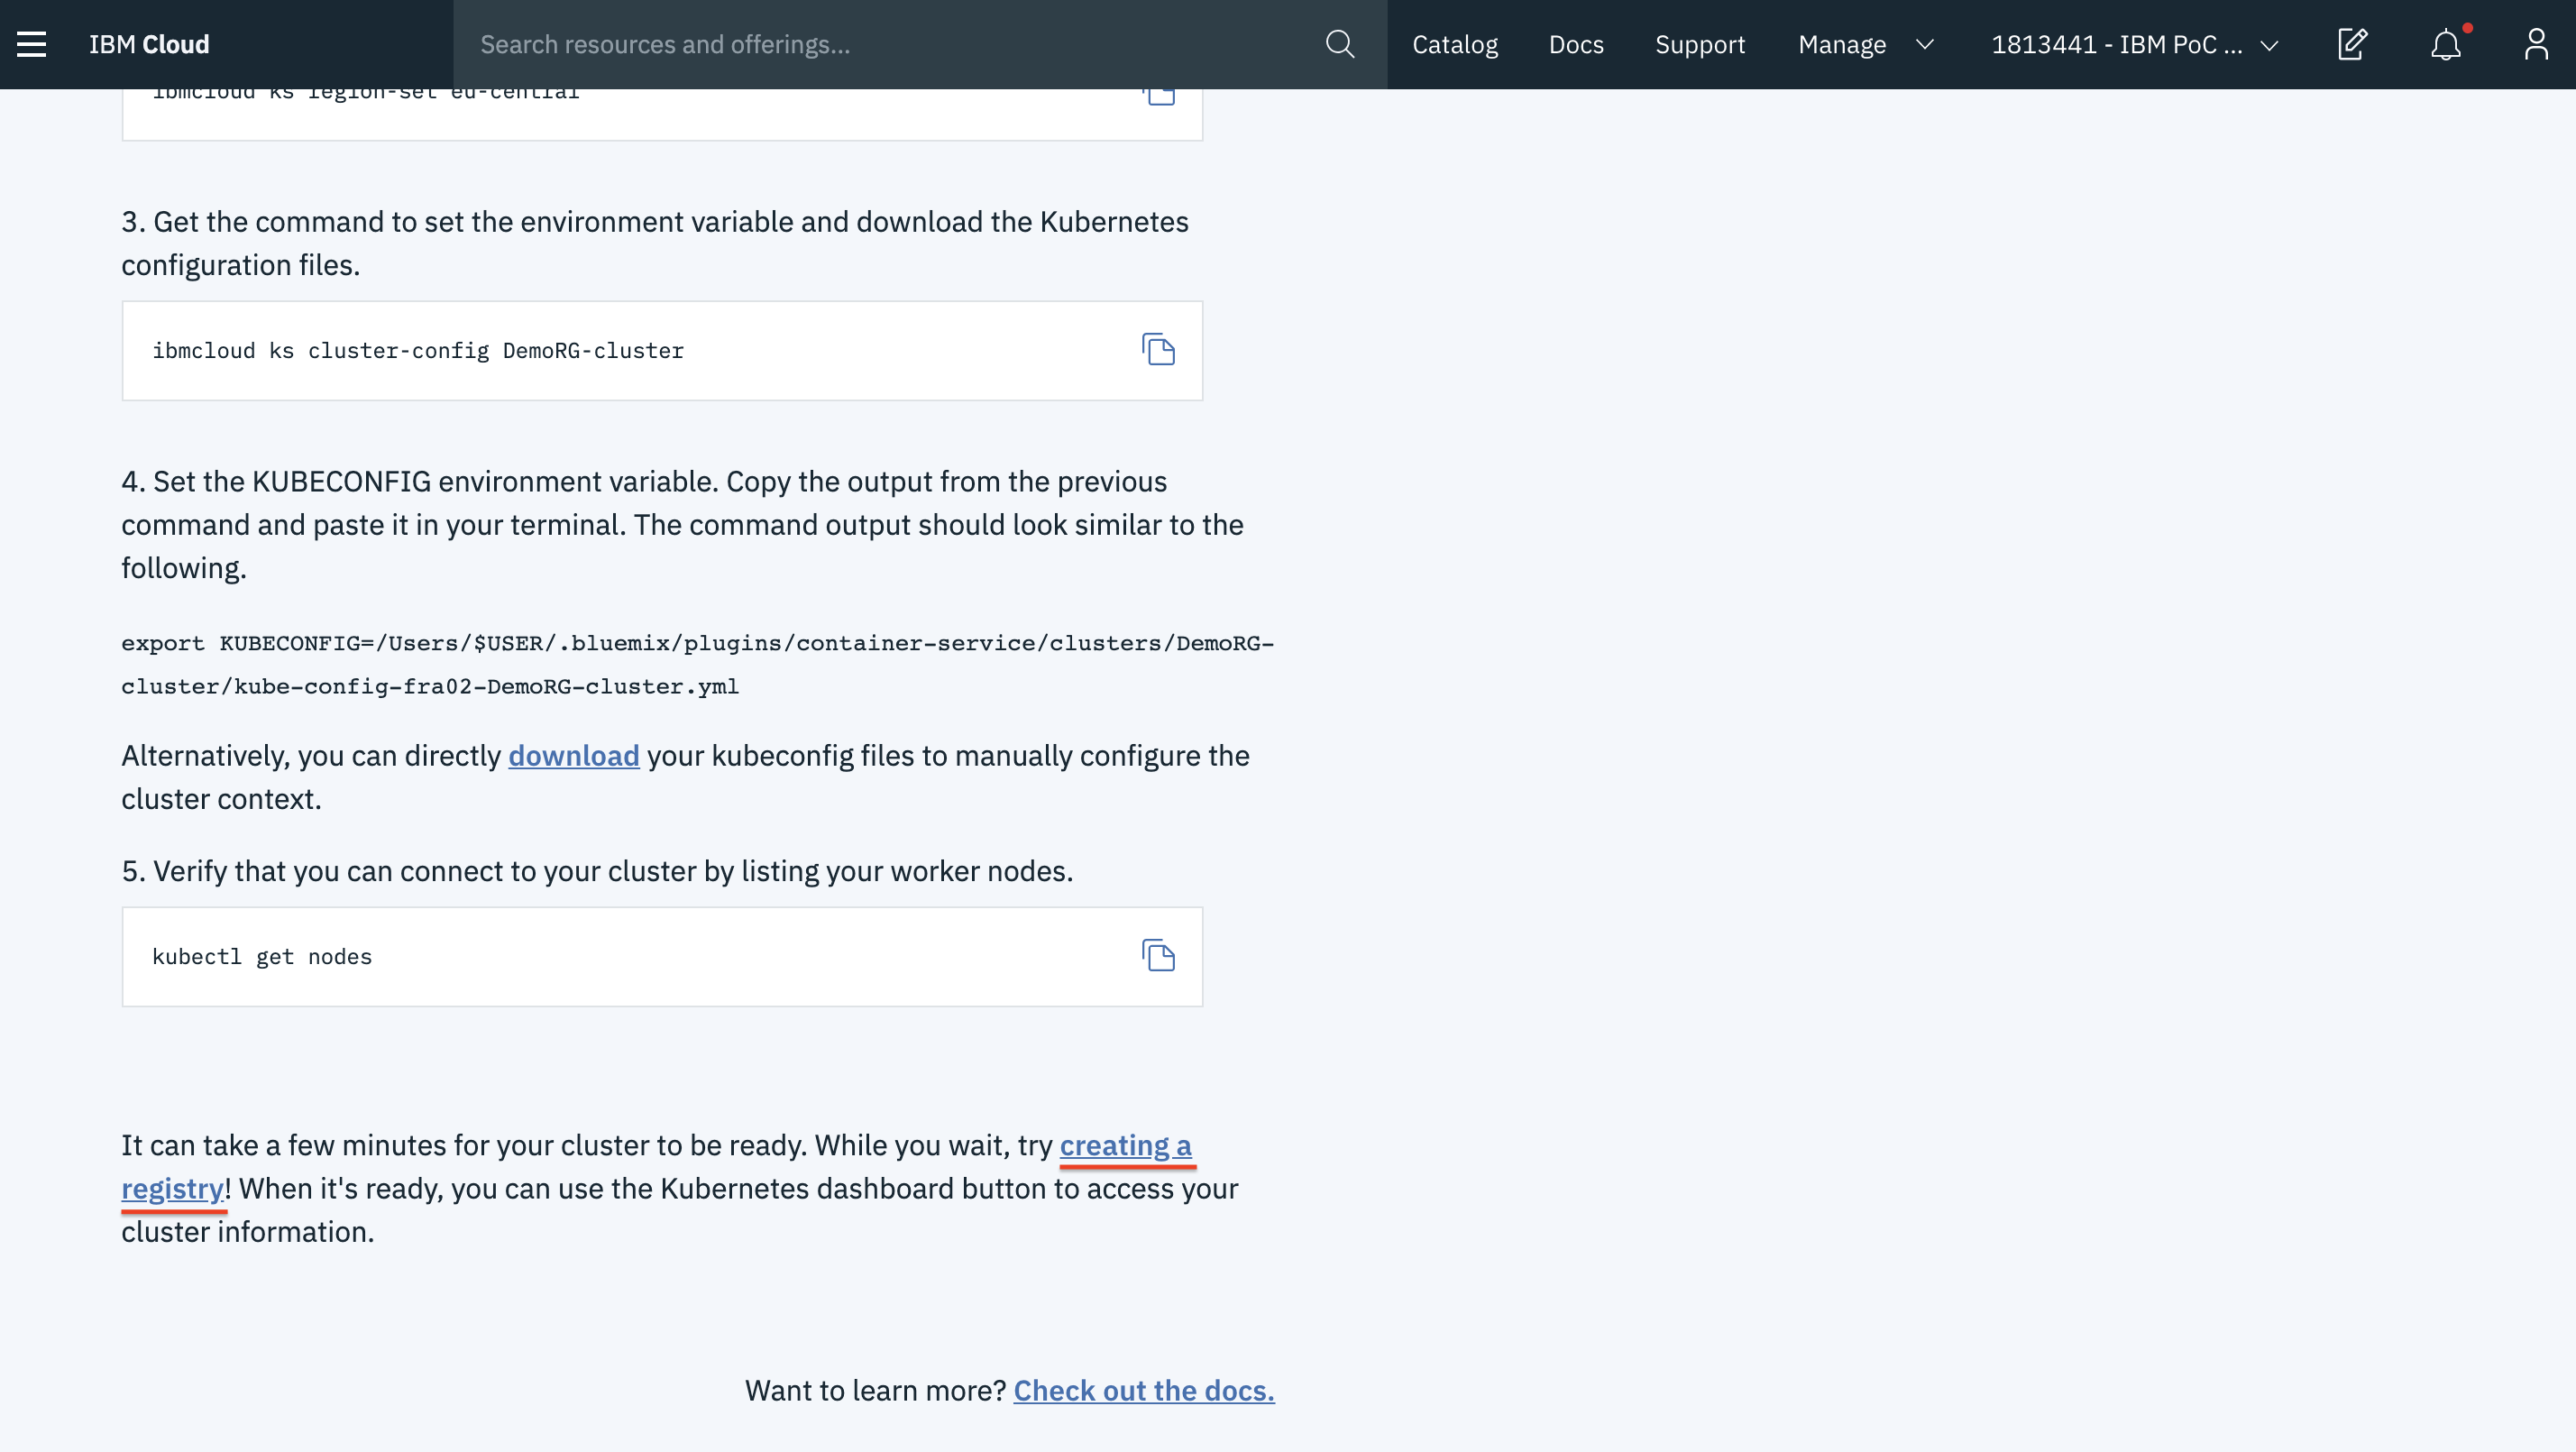 IBM Cloud
Search resources and offerings...
Catalog
Docs
Support
Manage
1813441 - IBM PoC ...
ibmcloud ks region-set eu-central
3. Get the command to set the environment variable and download the Kubernetes
configuration files.
ibmcloud ks cluster-config DemoRG-cluster
4. Set the KUBECONFIG environment variable. Copy the output from the previous
command and paste it in your terminal. The command output should look similar to the
following.
export KUBECONFIG=/Users/$USER/.bluemix/plugins/container-service/clusters/DemoRG-
cluster/kube-config-fra02-DemoRG-cluster.yml
Alternatively, you can directly download your kubeconfig files to manually configure the
cluster context.
5. Verify that you can connect to your cluster by listing your worker nodes.
kubectl get nodes
It can take a few minutes for your cluster to be ready. While you wait, try creating a
registry! When it's ready, you can use the Kubernetes dashboard button to access your
cluster information.
Want to learn more? Check out the docs.